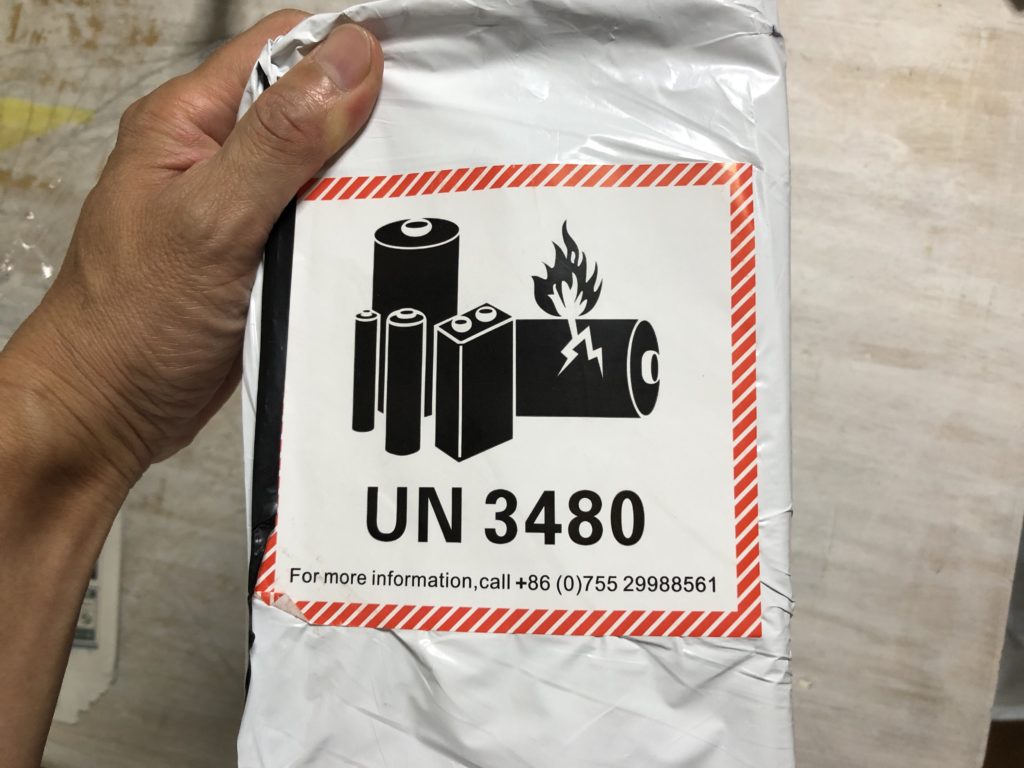 UN 3480
For more information,call +86 (0)755 29988561